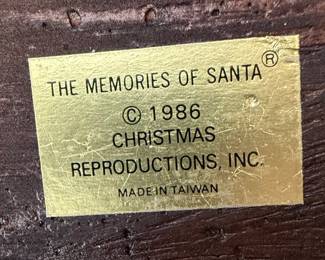 THE MEMORIES OF SANTA®
© 1986
CHRISTMAS
REPRODUCTIONS, INC.
MADE IN TAIWAN